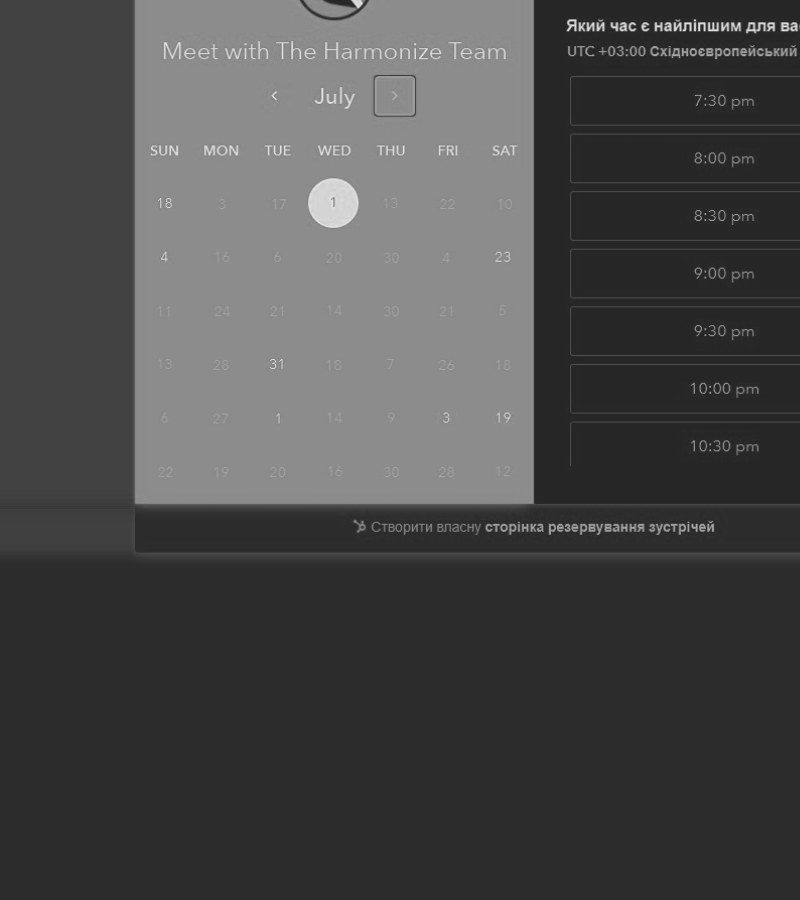 Meet with The Harmonize Team
July
SUN MON TUE WED THU FRI SAT
18 3 17 1 13 22 10
4 16 6 20 30 4 23
11 24 21 14 30 21 5
13 28 31 18 7 26 18
6 27 1 14 9 3 19
22 19 20 16 30 28 12
Який час є найліпшим для ва
UTC +03:00 Східноєвропейський
7:30 pm
8:00 pm
8:30 pm
9:00 pm
9:30 pm
10:00 pm
10:30 pm
Створити власну сторінка резервування зустрічей